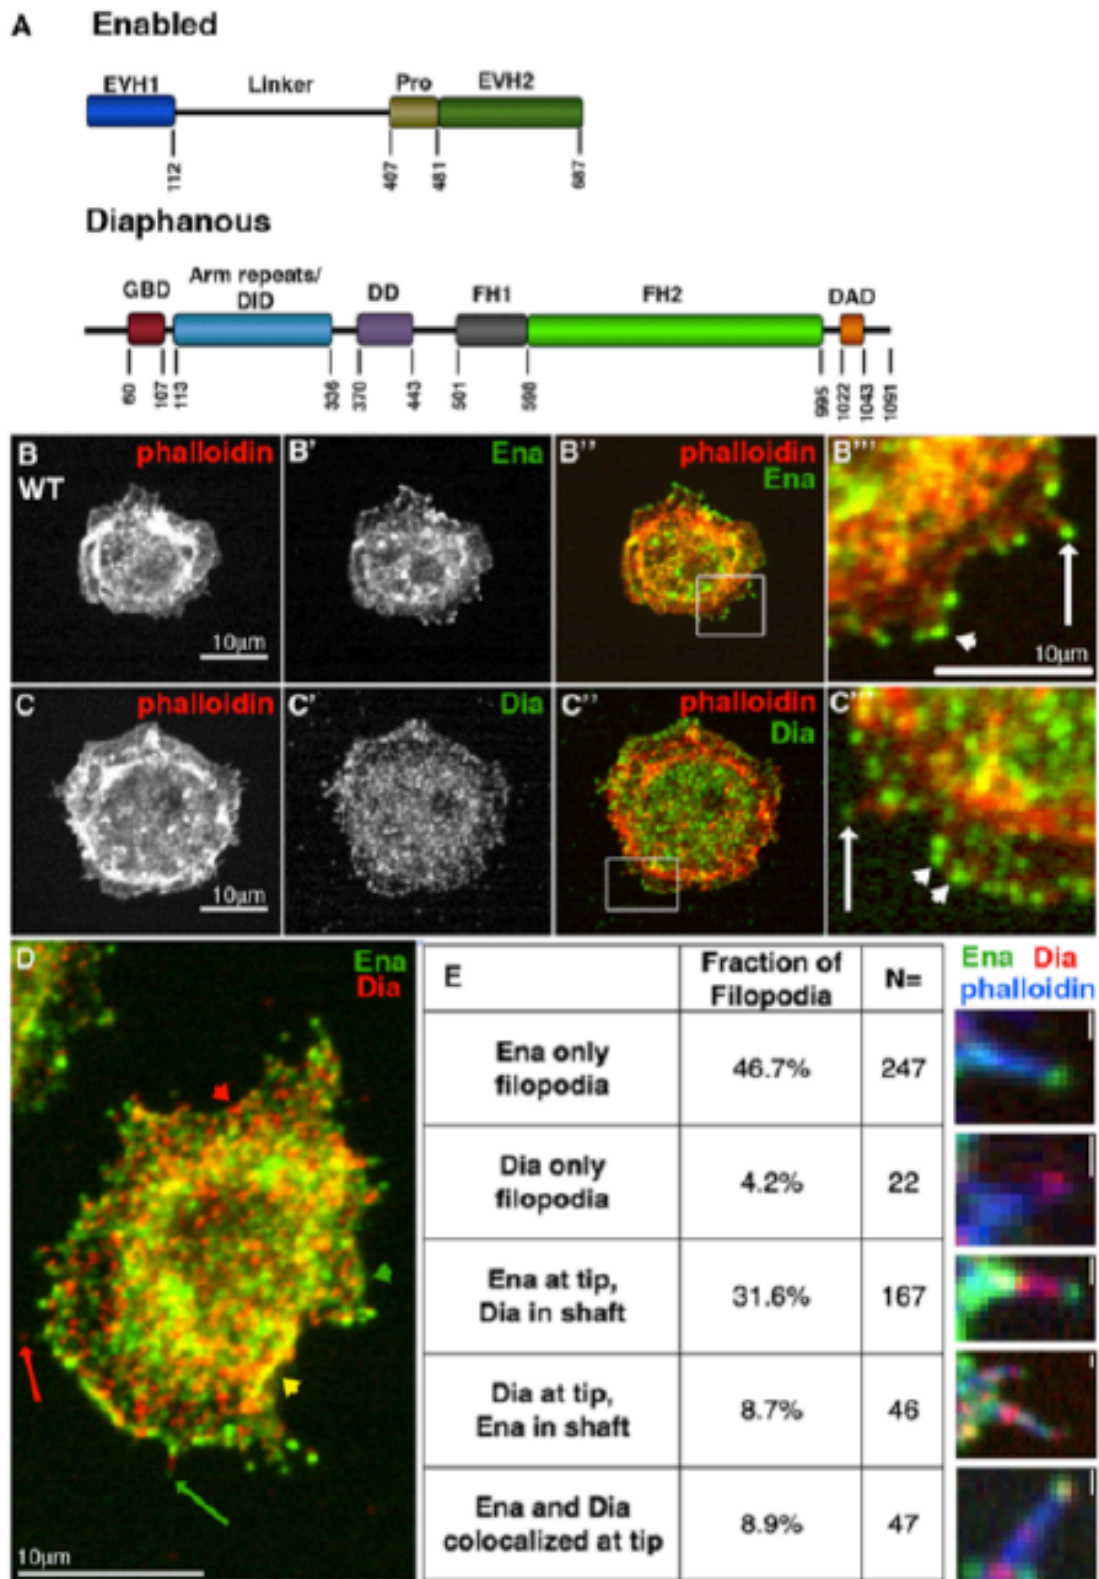 A Enabled
EVH1 Linker Pro EVH2
112 407 481 687
Diaphanous
GBD Arm repeats/ DD FH1 FH2 DAD
DID
60 107 113 336 370 443 501 598 995 1022 1043 1091
B phalloidin B' Ena B'' phalloidin B'''
WT Ena
10μm 10μm
C phalloidin C' Dia C'' phalloidin C'''
Dia
10μm
D Ena
Dia
10μm
E Fraction of Filopodia N=
Ena only filopodia 46.7% 247
Dia only filopodia 4.2% 22
Ena at tip, Dia in shaft 31.6% 167
Dia at tip, Ena in shaft 8.7% 46
Ena and Dia colocalized at tip 8.9% 47
Ena Dia
phalloidin